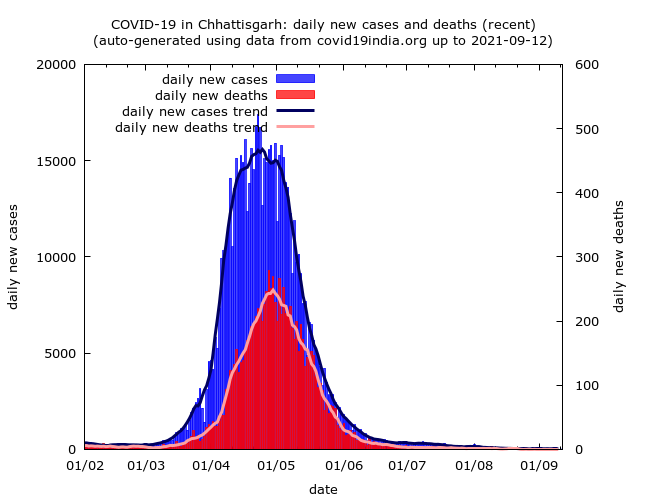 COVID-19 in Chhattisgarh: daily new cases and deaths (recent)
(auto-generated using data from covid19india.org up to 2021-09-12)
daily new cases
daily new deaths
daily new cases trend
daily new deaths trend
20000
15000
10000
5000
0
600
500
400
300
200
100
0
daily new cases
daily new deaths
01/02 01/03 01/04 01/05 01/06 01/07 01/08 01/09
date